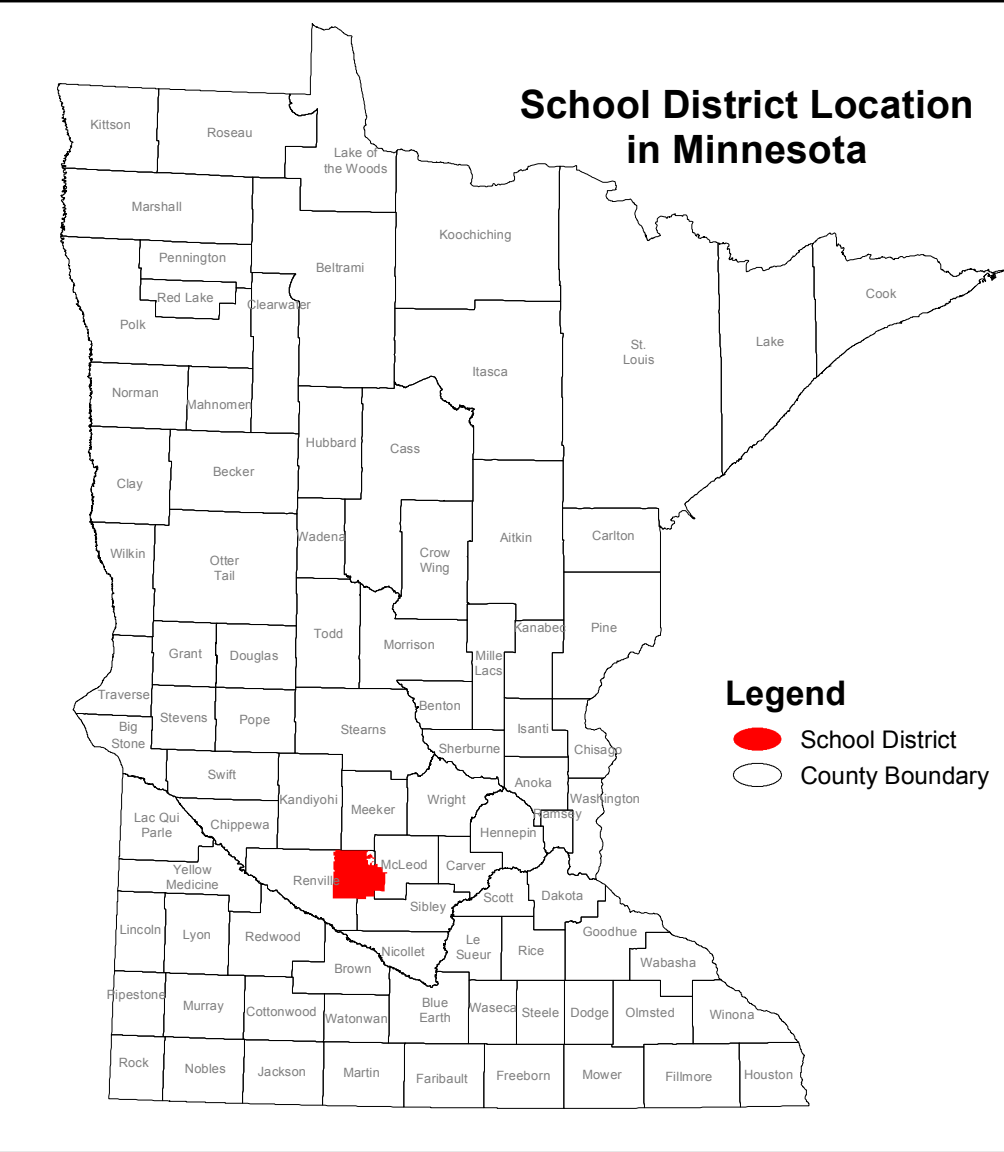 School District Location
in Minnesota
Kittson
Roseau
Lake of
the Woods
Marshall
Koochiching
Pennington
Beltrami
Red Lake
Clearwater
Cook
Polk
St.
Louis
Lake
Itasca
Norman
Mahnomen
Hubbard
Cass
Becker
Clay
Wadena
Aitkin
Carlton
Wilkin
Crow
Wing
Otter
Tail
Todd
Morrison
Kanabec
Pine
Grant
Douglas
Mille
Lacs
Traverse
Benton
Legend
Stevens
Pope
Stearns
Isanti
Big
Stone
Sherburne
Chisago
School District
Swift
Anoka
County Boundary
Kandiyohi
Meeker
Wright
Washington
Lac Qui
Parle
Chippewa
Ramsey
Hennepin
McLeod
Carver
Yellow
Medicine
Renville
Scott
Dakota
Sibley
Lincoln
Lyon
Redwood
Goodhue
Nicollet
Le
Sueur
Rice
Brown
Wabasha
Pipestone
Murray
Cottonwood
Watonwan
Blue
Earth
Waseca
Steele
Dodge
Olmsted
Winona
Rock
Nobles
Jackson
Martin
Faribault
Freeborn
Mower
Fillmore
Houston